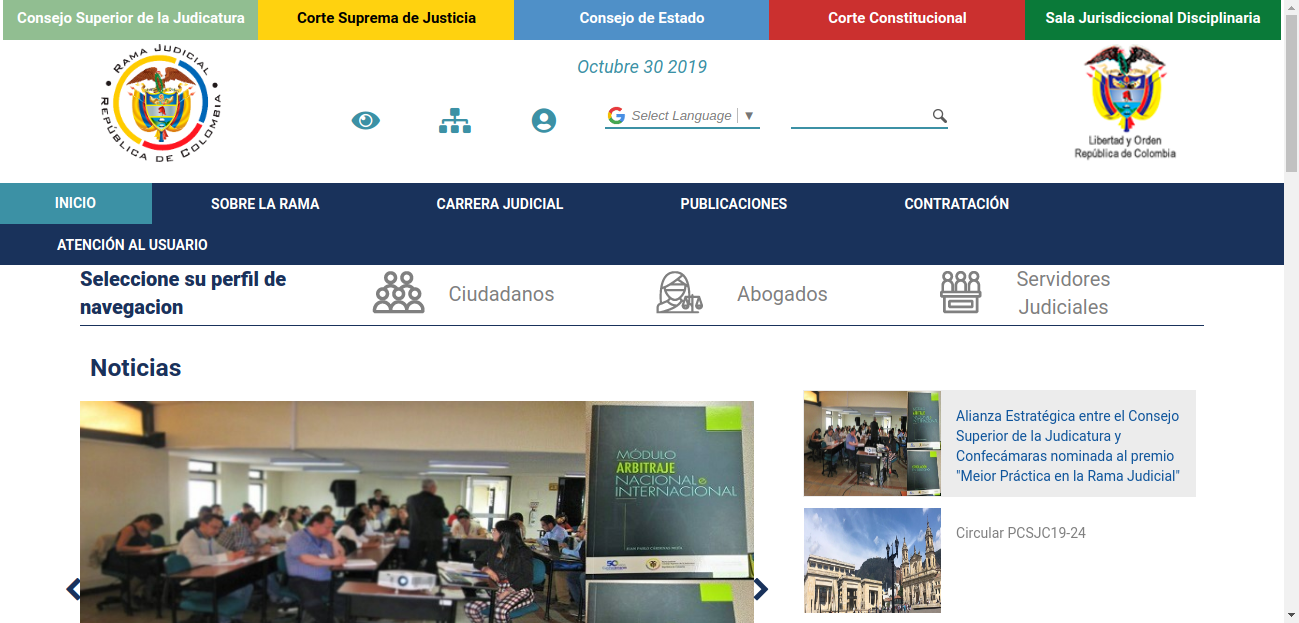 Consejo Superior de la Judicatura
Corte Suprema de Justicia
Consejo de Estado
Corte Constitucional
Sala Jurisdiccional Disciplinaria
RAMA JUDICIAL
REPÚBLICA DE COLOMBIA
Octubre 30 2019
Select Language ▼
Libertad y Orden
República de Colombia
INICIO
SOBRE LA RAMA
CARRERA JUDICIAL
PUBLICACIONES
CONTRATACIÓN
ATENCIÓN AL USUARIO
Seleccione su perfil de
navegacion
Ciudadanos
Abogados
Servidores
Judiciales
Noticias
MÓDULO
ARBITRAJE
NACIONAL e
INTERNACIONAL
Alianza Estratégica entre el Consejo
Superior de la Judicatura y
Confecámaras nominada al premio
"Mejor Práctica en la Rama Judicial"
Circular PCSJC19-24